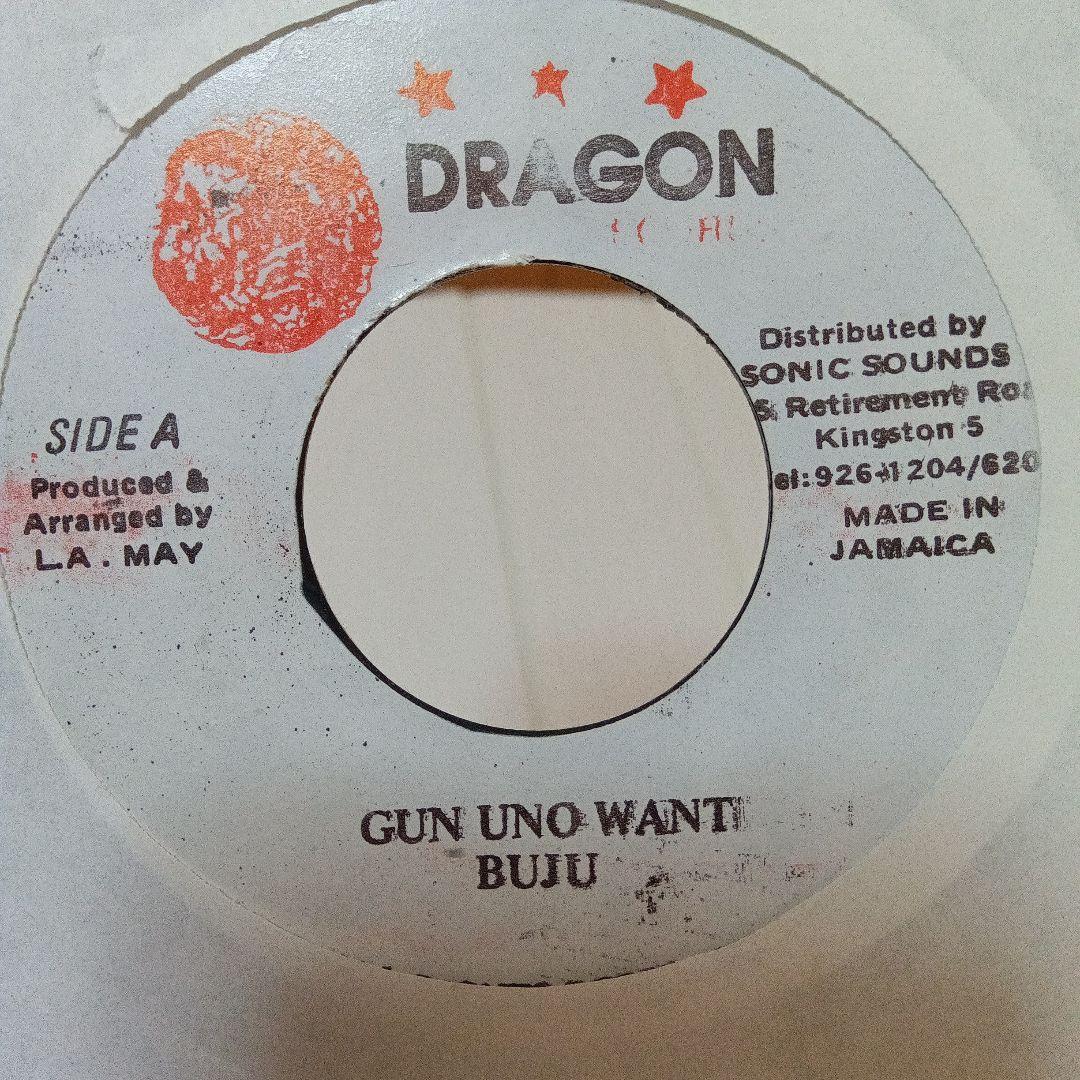 DRAGON
SIDE A
Produced &
Arranged by
L.A. MAY
Distributed by
SONIC SOUNDS
Retirement
Kingston 5
MADE IN
JAMAICA
GUN UNO WANT
BUJU